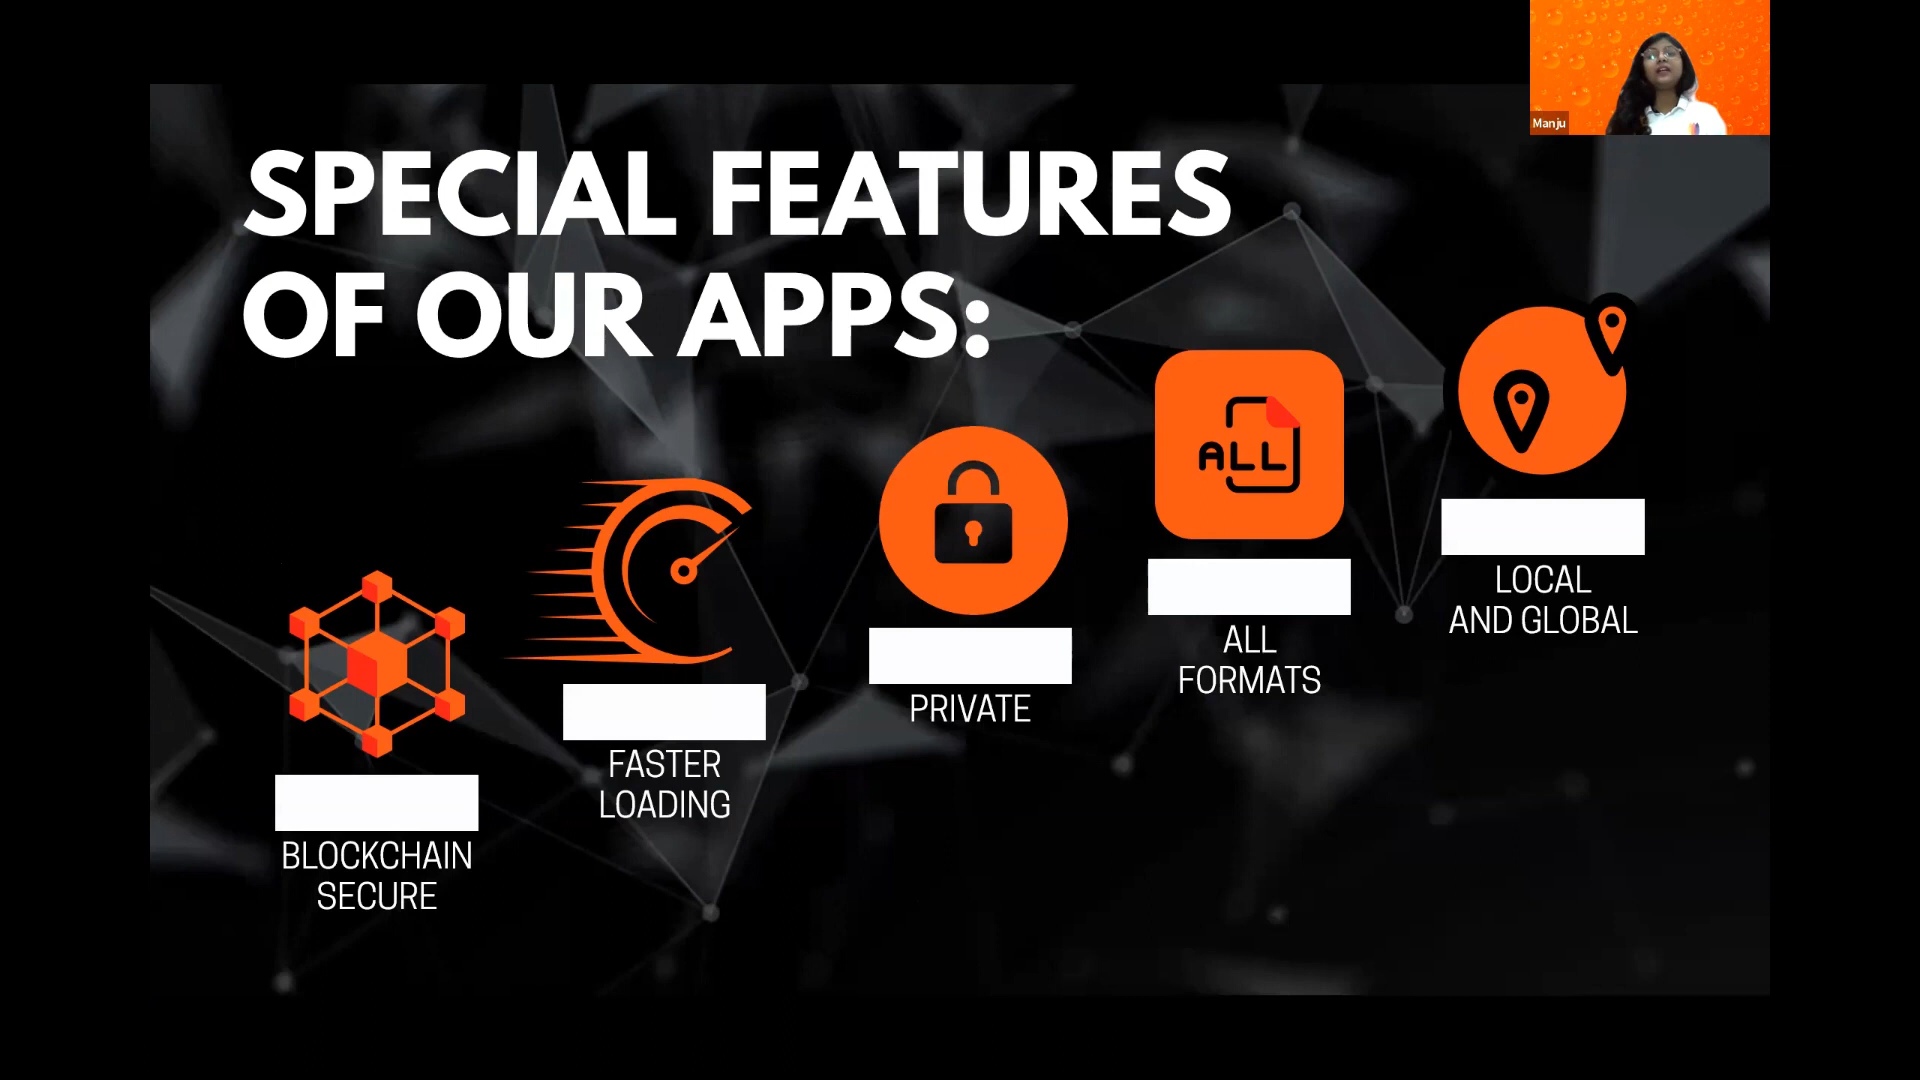 Manju
SPECIAL FEATURES
OF OUR APPS:
BLOCKCHAIN
SECURE
FASTER
LOADING
PRIVATE
ALL
ALL
FORMATS
LOCAL
AND GLOBAL